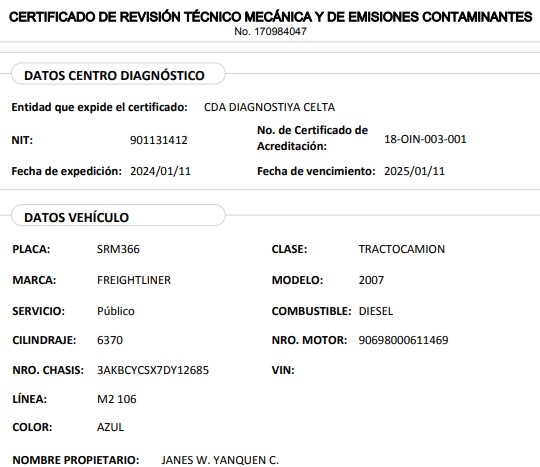 CERTIFICADO DE REVISIÓN TÉCNICO MECÁNICA Y DE EMISIONES CONTAMINANTES
No. 170984047
DATOS CENTRO DIAGNÓSTICO
Entidad que expide el certificado: CDA DIAGNOSTIYA CELTA
NIT: 901131412 No. de Certificado de Acreditación: 18-OIN-003-001
Fecha de expedición: 2024/01/11 Fecha de vencimiento: 2025/01/11
DATOS VEHÍCULO
PLACA: SRM366 CLASE: TRACTOCAMION
MARCA: FREIGHTLINER MODELO: 2007
SERVICIO: Público COMBUSTIBLE: DIESEL
CILINDRAJE: 6370 NRO. MOTOR: 90698000611469
NRO. CHASIS: 3AKBCYCSX7DY12685 VIN:
LÍNEA: M2 106
COLOR: AZUL
NOMBRE PROPIETARIO: JANES W. YANQUEN C.